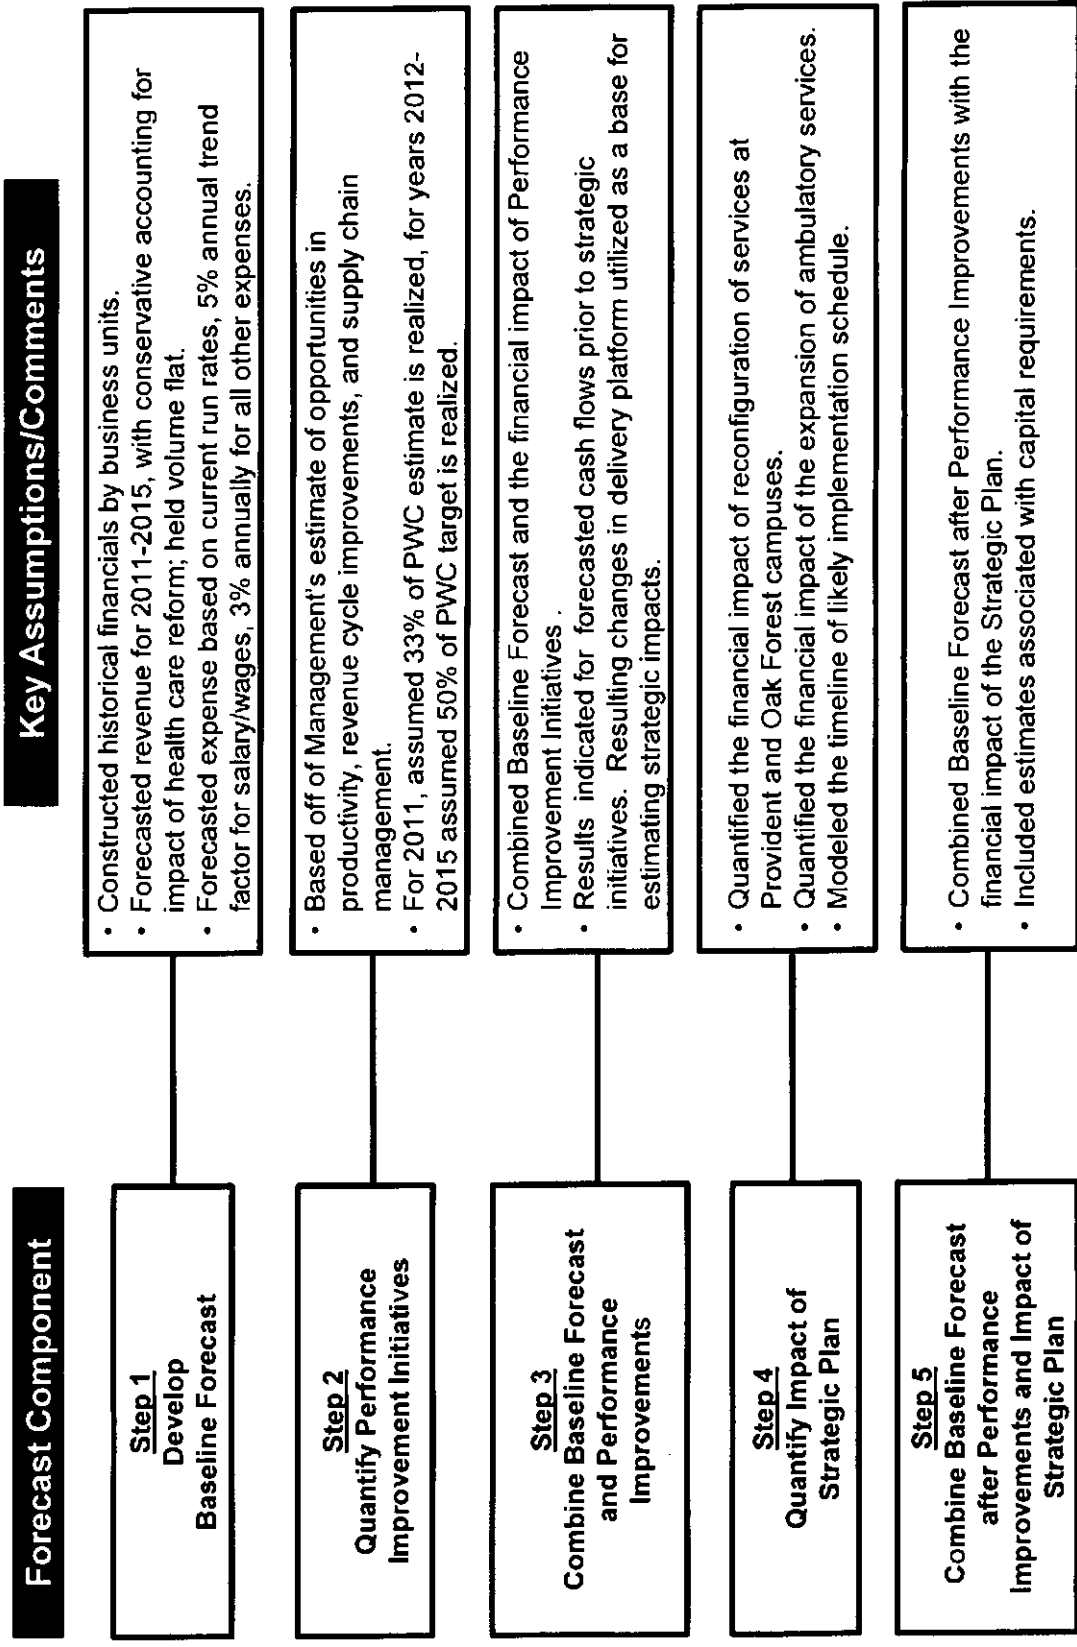 Forecast Component
Key Assumptions/Comments
Step 1
Develop
Baseline Forecast
• Constructed historical financials by business units.
• Forecasted revenue for 2011-2015, with conservative accounting for
impact of health care reform; held volume flat.
• Forecasted expense based on current run rates, 5% annual trend
factor for salary/wages, 3% annually for all other expenses.
Step 2
Quantify Performance
Improvement Initiatives
• Based off of Management's estimate of opportunities in
productivity, revenue cycle improvements, and supply chain
management.
• For 2011, assumed 33% of PWC estimate is realized, for years 2012-
2015 assumed 50% of PWC target is realized.
Step 3
Combine Baseline Forecast
and Performance
Improvements
• Combined Baseline Forecast and the financial impact of Performance
Improvement Initiatives .
• Results indicated for forecasted cash flows prior to strategic
initiatives. Resulting changes in delivery platform utilized as a base for
estimating strategic impacts.
Step 4
Quantify Impact of
Strategic Plan
• Quantified the financial impact of reconfiguration of services at
Provident and Oak Forest campuses.
• Quantified the financial impact of the expansion of ambulatory services.
• Modeled the timeline of likely implementation schedule.
Step 5
Combine Baseline Forecast
after Performance
Improvements and Impact of
Strategic Plan
• Combined Baseline Forecast after Performance Improvements with the
financial impact of the Strategic Plan.
• Included estimates associated with capital requirements.